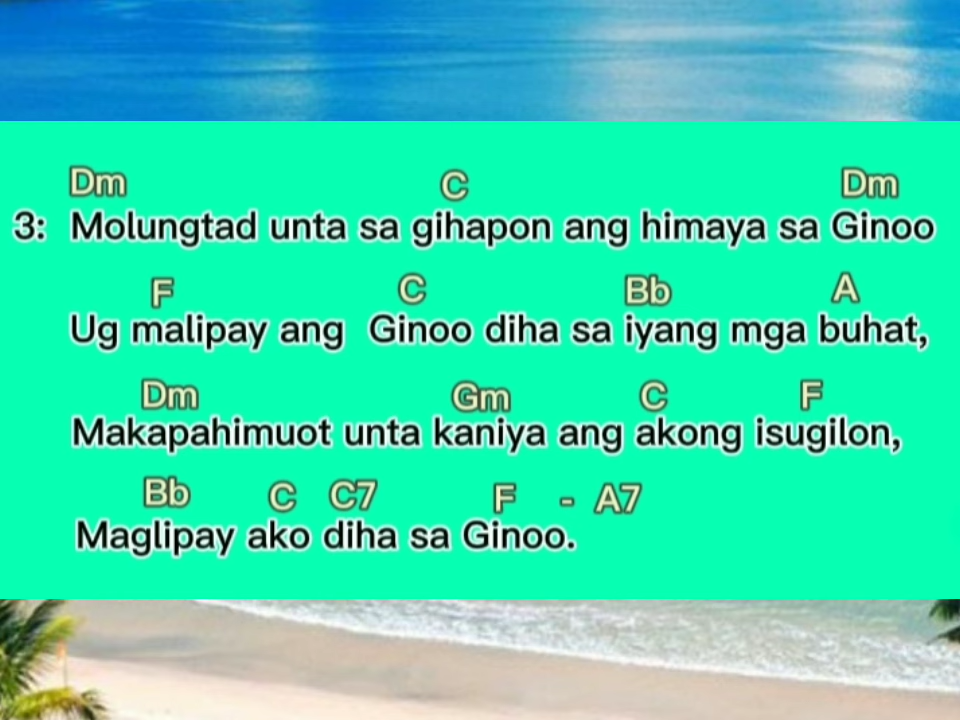 Dm C Dm
3: Molungtad unta sa gihapon ang himaya sa Ginoo
F C Bb A
Ug malipay ang Ginoo diha sa iyang mga buhat,
Dm Gm C F
Makapahimuot unta kaniya ang akong isugilon,
Bb C C7 F - A7
Maglipay ako diha sa Ginoo.